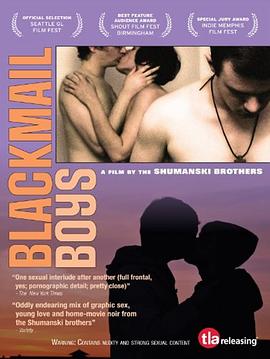 OFFICIAL SELECTION
SEATTLE GL
FILM FEST
BEST FEATURE
AUDIENCE AWARD
SHOUT FILM FEST
BIRMINGHAM
SPECIAL JURY AWARD
INDIE MEMPHIS
FILM FEST
BLACKMAIL
BOYS
A FILM BY THE SHUMANSKI BROTHERS
"One sexual interlude after another (full frontal,
yes; pornographic detail; pretty close)"
-The New York Times
"Oddly endearing mix of graphic sex,
young love and home-movie noir from
the Shumanski brothers"
-Variety
WARNING: CONTAINS NUDITY AND STRONG SEXUAL CONTENT
tla releasing